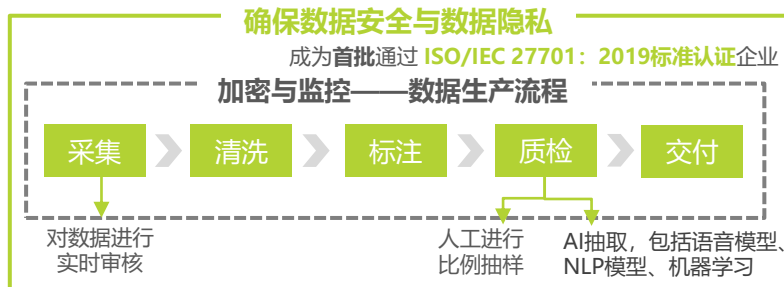 确保数据安全与数据隐私
成为首批通过 ISO/IEC 27701：2019标准认证企业
加密与监控——数据生产流程
采集
清洗
标注
质检
交付
对数据进行
实时审核
人工进行
比例抽样
AI抽取，包括语音模型、
NLP模型、机器学习